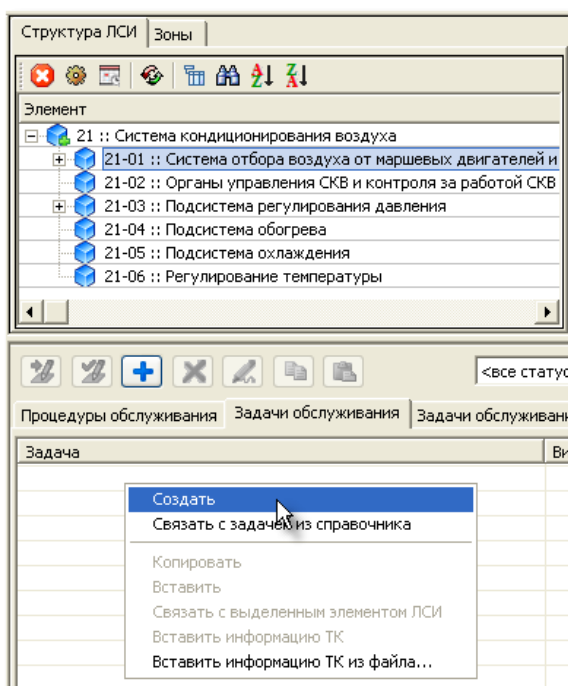 Структура ЛСИ Зоны
Элемент
21 :: Система кондиционирования воздуха
21-01 :: Система отбора воздуха от маршевых двигателей и
21-02 :: Органы управления СКВ и контроля за работой СКВ
21-03 :: Подсистема регулирования давления
21-04 :: Подсистема обогрева
21-05 :: Подсистема охлаждения
21-06 :: Регулирование температуры
<все статус
Процедуры обслуживания Задачи обслуживания Задачи обслуживан
Задача Ви
Создать
Связать с задачей из справочника
Копировать
Вставить
Связать с выделенным элементом ЛСИ
Вставить информацию ТК
Вставить информацию ТК из файла...